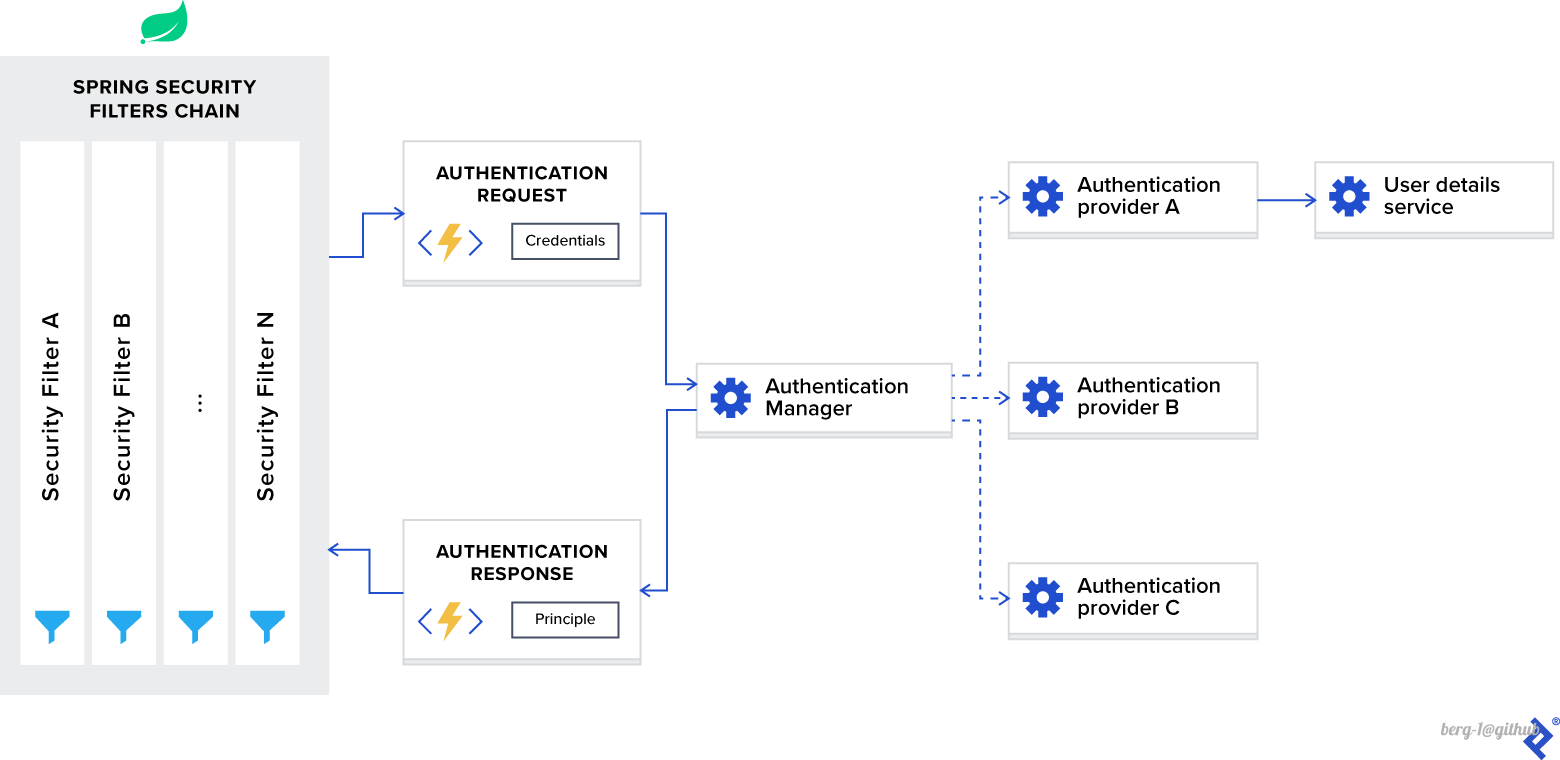 SPRING SECURITY
FILTERS CHAIN
Security Filter A
Security Filter B
...
Security Filter N
AUTHENTICATION
REQUEST
Credentials
AUTHENTICATION
RESPONSE
Principle
Authentication
Manager
Authentication
provider A
User details
service
Authentication
provider B
Authentication
provider C
berg-1@github
®